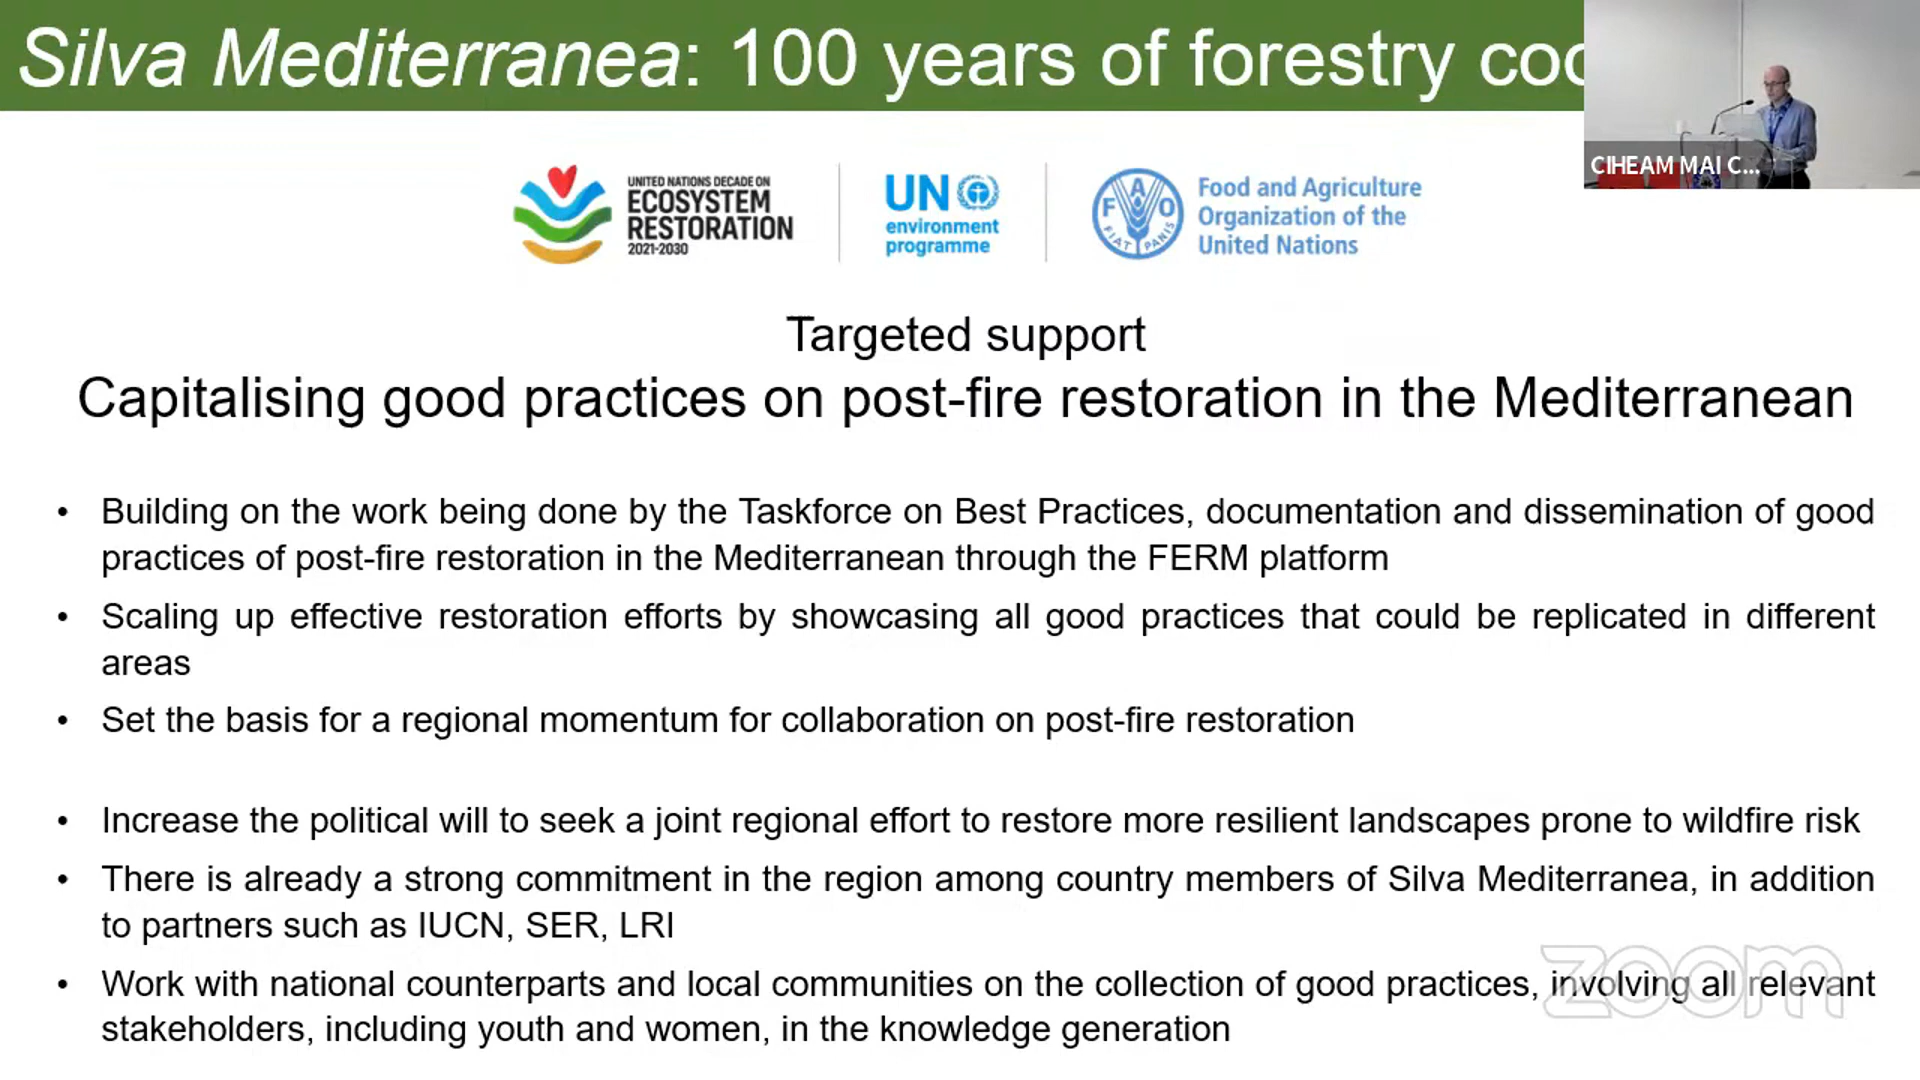 Silva Mediterranea: 100 years of forestry coo
CIHEAM MAI C...
UNITED NATIONS DECADE ON
ECOSYSTEM
RESTORATION
2021-2030
UN
environment
programme
F A O
FIAT PANIS
Food and Agriculture
Organization of the
United Nations
Targeted support
Capitalising good practices on post-fire restoration in the Mediterranean
• Building on the work being done by the Taskforce on Best Practices, documentation and dissemination of good
practices of post-fire restoration in the Mediterranean through the FERM platform
• Scaling up effective restoration efforts by showcasing all good practices that could be replicated in different
areas
• Set the basis for a regional momentum for collaboration on post-fire restoration
• Increase the political will to seek a joint regional effort to restore more resilient landscapes prone to wildfire risk
• There is already a strong commitment in the region among country members of Silva Mediterranea, in addition
to partners such as IUCN, SER, LRI
• Work with national counterparts and local communities on the collection of good practices, involving all relevant
stakeholders, including youth and women, in the knowledge generation
zoom